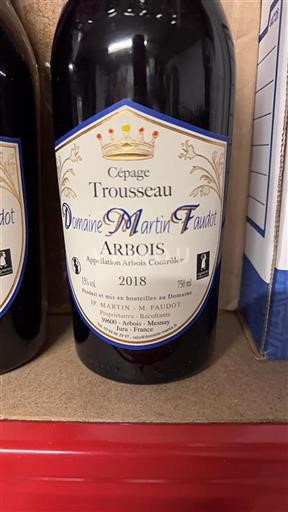 Cépage
Trousseau
Domaine Martin Faudot
ARBOIS
Appellation Arbois Contrôlée
13%vol.
2018
750 ml
Produit et mis en bouteilles au Domaine
JP. MARTIN - M. FAUDOT
Propriétaires - Récoltants
39600 - Arbois - Mesnay
Jura - France
udot